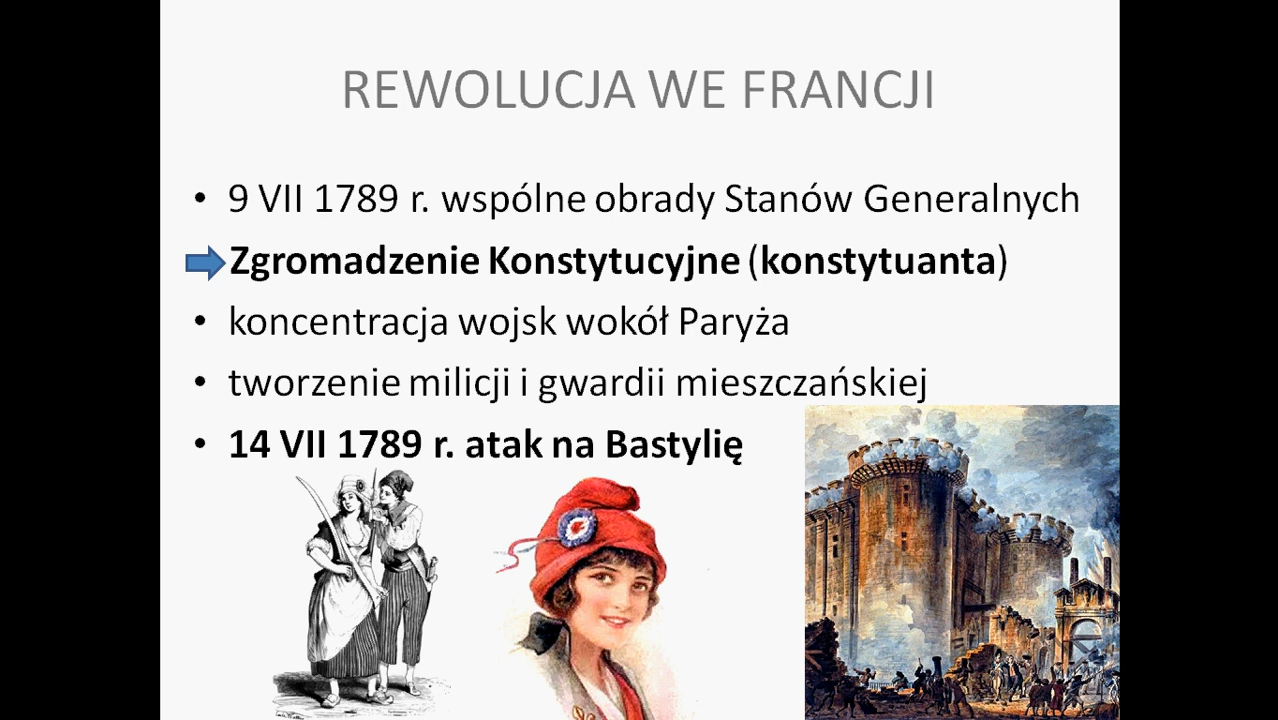 REWOLUCJA WE FRANCJI
• 9 VII 1789 r. wspólne obrady Stanów Generalnych
Zgromadzenie Konstytucyjne (konstytuanta)
• koncentracja wojsk wokół Paryża
• tworzenie milicji i gwardii mieszczańskiej
• 14 VII 1789 r. atak na Bastylię